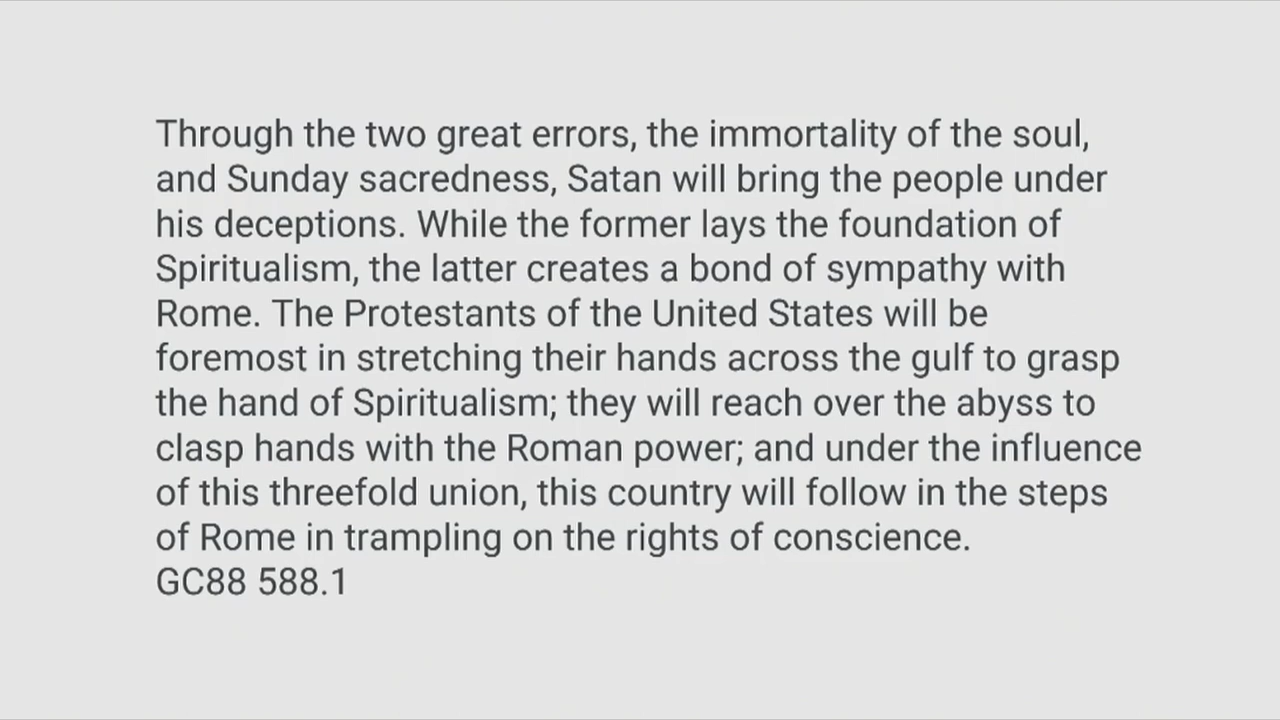 Through the two great errors, the immortality of the soul,
and Sunday sacredness, Satan will bring the people under
his deceptions. While the former lays the foundation of
Spiritualism, the latter creates a bond of sympathy with
Rome. The Protestants of the United States will be
foremost in stretching their hands across the gulf to grasp
the hand of Spiritualism; they will reach over the abyss to
clasp hands with the Roman power; and under the influence
of this threefold union, this country will follow in the steps
of Rome in trampling on the rights of conscience.
GC88 588.1